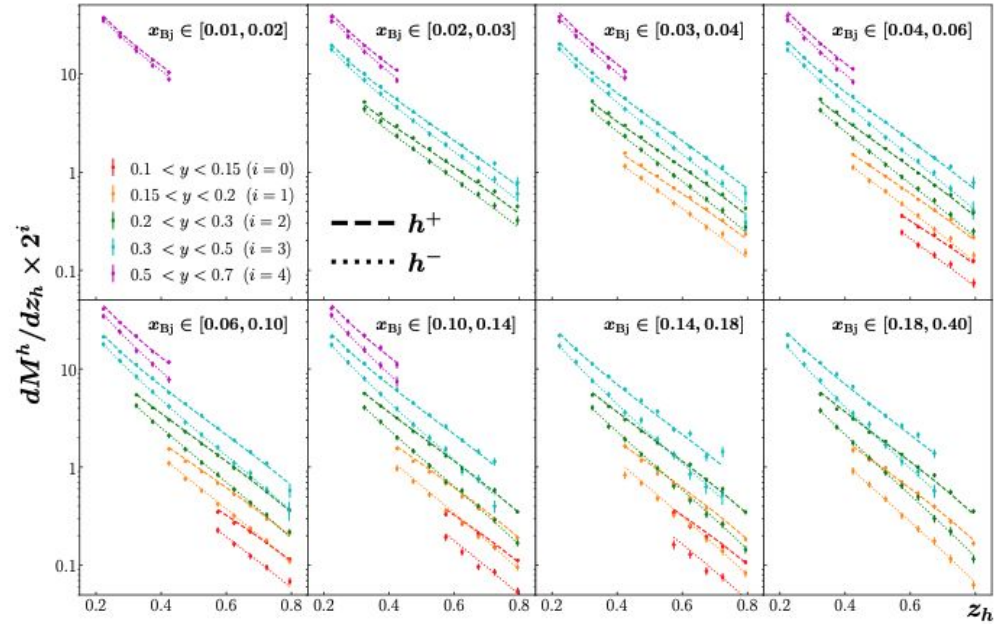 x_Bj ∈ [0.01, 0.02]
x_Bj ∈ [0.02, 0.03]
x_Bj ∈ [0.03, 0.04]
x_Bj ∈ [0.04, 0.06]
10
1
0.1
0.1 < y < 0.15 (i = 0)
0.15 < y < 0.2 (i = 1)
0.2 < y < 0.3 (i = 2)
0.3 < y < 0.5 (i = 3)
0.5 < y < 0.7 (i = 4)
h⁺
h⁻
dM^h/dz_h × 2^i
x_Bj ∈ [0.06, 0.10]
x_Bj ∈ [0.10, 0.14]
x_Bj ∈ [0.14, 0.18]
x_Bj ∈ [0.18, 0.40]
10
1
0.1
0.2 0.4 0.6 0.8 0.2 0.4 0.6 0.8 0.2 0.4 0.6 0.8 0.2 0.4 0.6 0.8
z_h